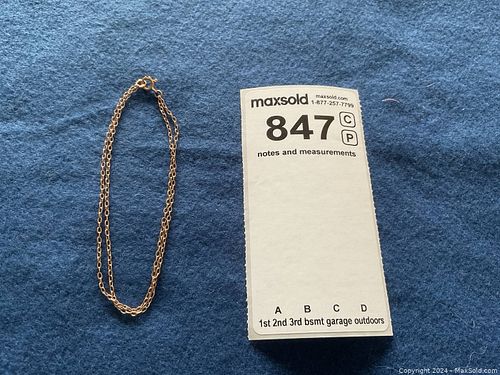 maxsold maxsold.com
1-877-257-7799
847 C
P
notes and measurements
A B C D
1st 2nd 3rd bsmt garage outdoors
Copyright 2024 - MaxSold.com